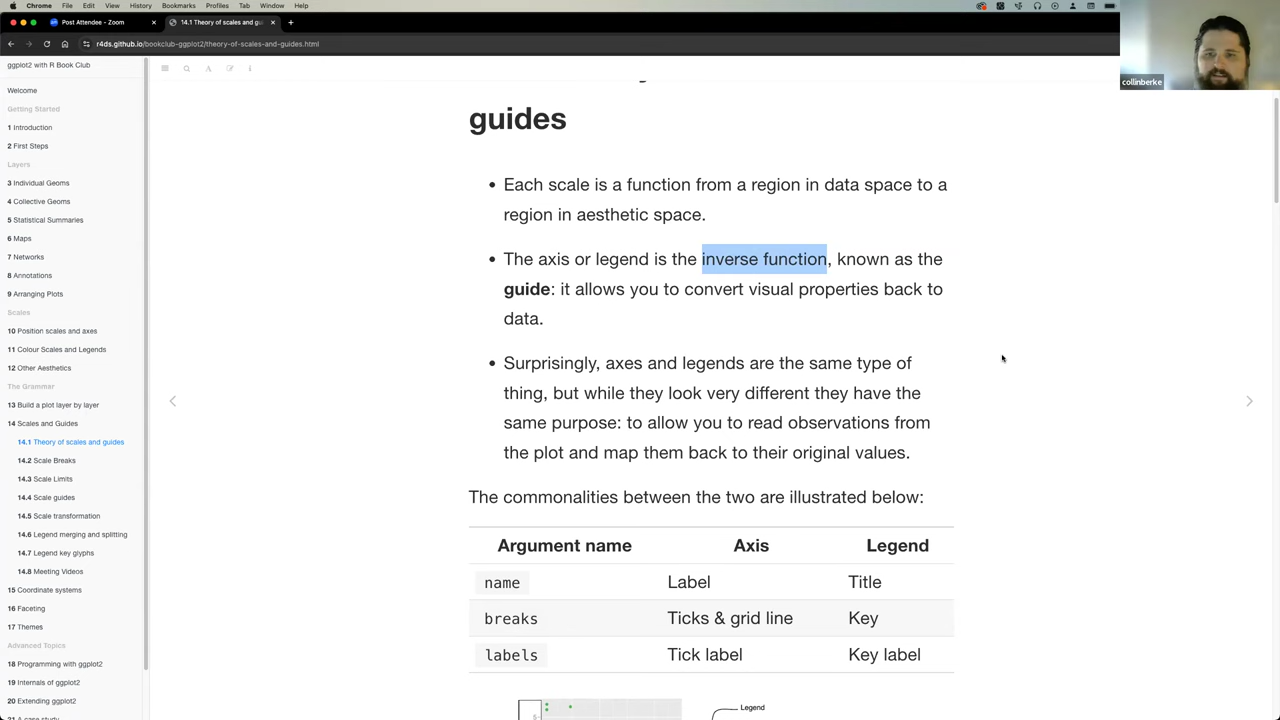 Chrome File Edit View History Bookmarks Profiles Tab Window Help
Post Attendee - Zoom
14.1 Theory of scales and gui
r4ds.github.io/bookclub-ggplot2/theory-of-scales-and-guides.html
collinberke
ggplot2 with R Book Club
Welcome
Getting Started
1 Introduction
2 First Steps
Layers
3 Individual Geoms
4 Collective Geoms
5 Statistical Summaries
6 Maps
7 Networks
8 Annotations
9 Arranging Plots
Scales
10 Position scales and axes
11 Colour Scales and Legends
12 Other Aesthetics
The Grammar
13 Build a plot layer by layer
14 Scales and Guides
14.1 Theory of scales and guides
14.2 Scale Breaks
14.3 Scale Limits
14.4 Scale guides
14.5 Scale transformation
14.6 Legend merging and splitting
14.7 Legend key glyphs
14.8 Meeting Videos
15 Coordinate systems
16 Faceting
17 Themes
Advanced Topics
18 Programming with ggplot2
19 Internals of ggplot2
20 Extending ggplot2
21 A case study
guides
• Each scale is a function from a region in data space to a
region in aesthetic space.
• The axis or legend is the inverse function, known as the
guide: it allows you to convert visual properties back to
data.
• Surprisingly, axes and legends are the same type of
thing, but while they look very different they have the
same purpose: to allow you to read observations from
the plot and map them back to their original values.
The commonalities between the two are illustrated below:
Argument name Axis Legend
name Label Title
breaks Ticks & grid line Key
labels Tick label Key label
Legend